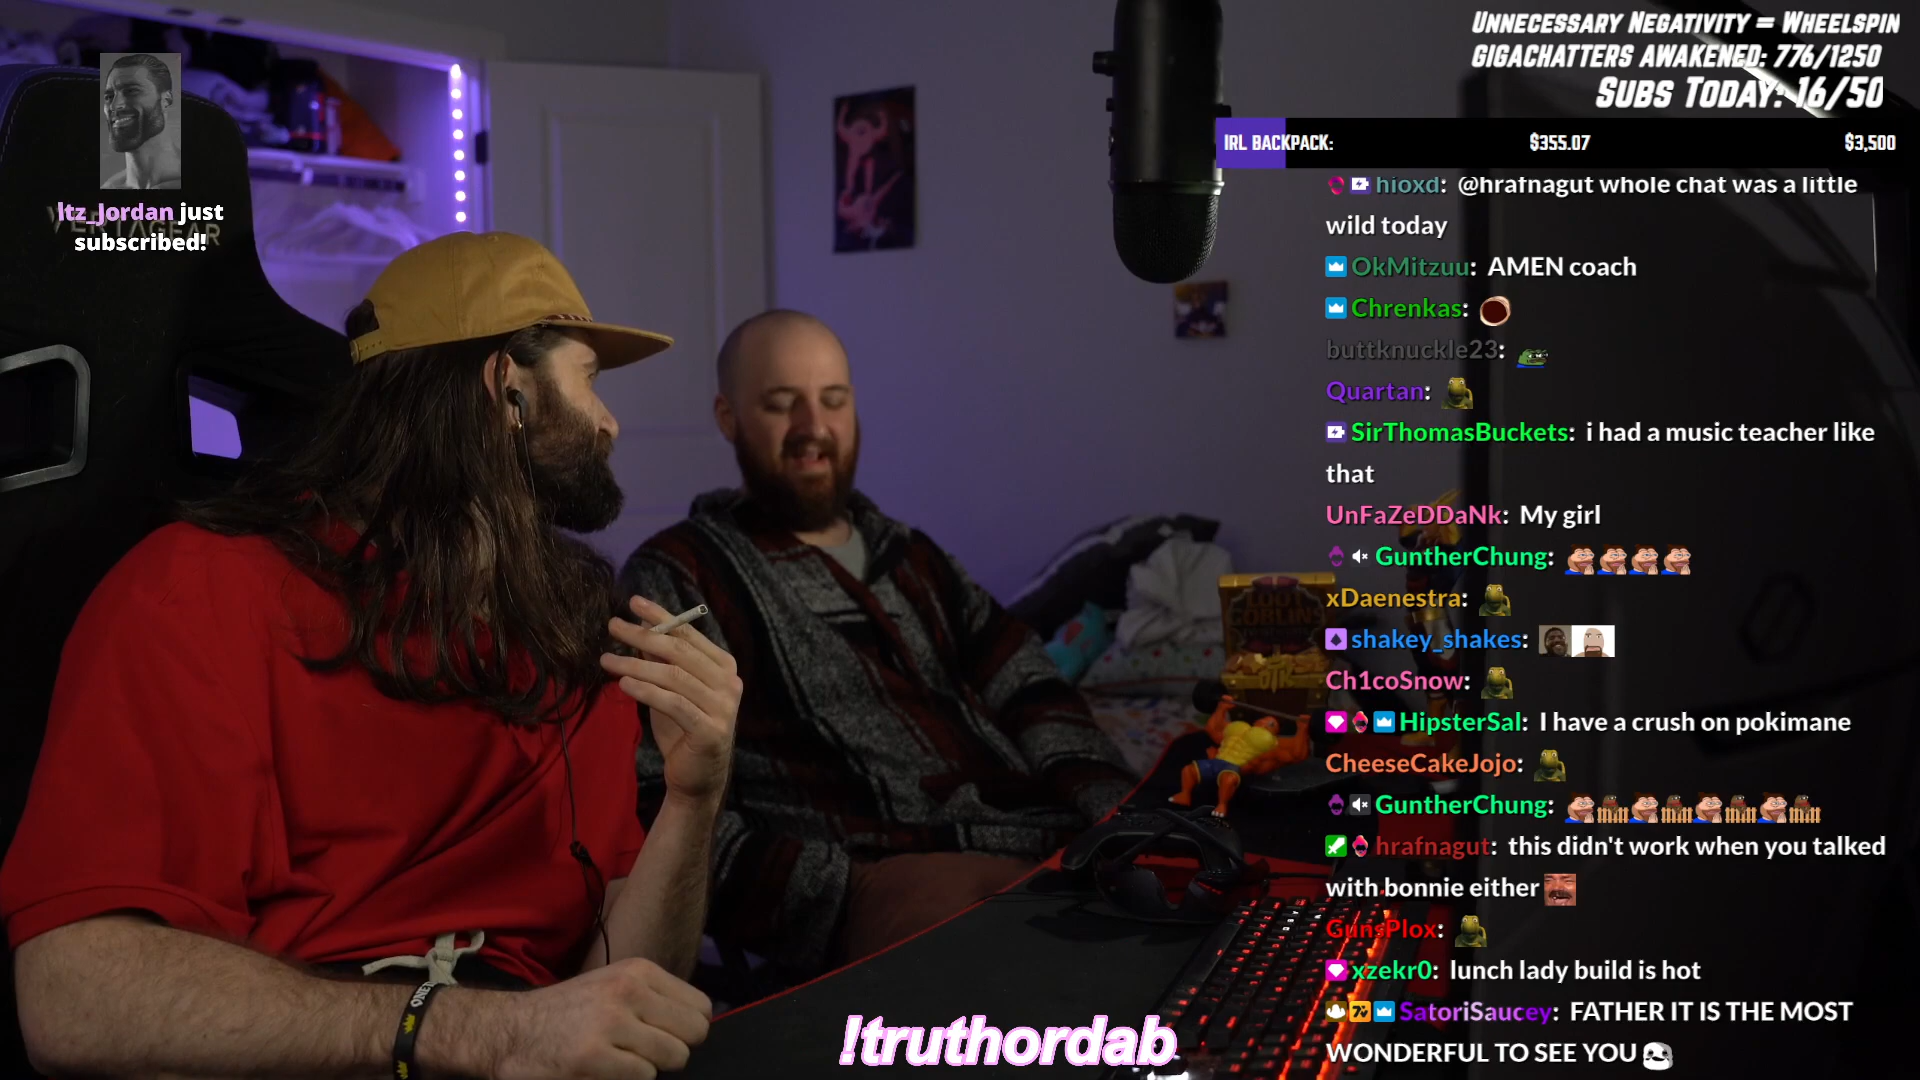 UNNECESSARY NEGATIVITY = WHEELSPIN
GIGACHATTERS AWAKENED: 776/1250
SUBS TODAY: 16/50
IRL BACKPACK: $355.07 $3,500
Itz_Jordan just
subscribed!
VERTAGEAR
hioxd: @hrafnagut whole chat was a little
wild today
OkMitzuu: AMEN coach
Chrenkas:
buttknuckle23:
Quartan:
SirThomasBuckets: i had a music teacher like
that
UnFaZeDDaNk: My girl
GuntherChung:
xDaenestra:
shakey_shakes:
Ch1coSnow:
HipsterSal: I have a crush on pokimane
CheeseCakeJojo:
GuntherChung:
hrafnagut: this didn't work when you talked
with bonnie either
GunsPlox:
xzekr0: lunch lady build is hot
SatoriSaucey: FATHER IT IS THE MOST
WONDERFUL TO SEE YOU
LOOT
GOBLINS
OTK
!truthordab